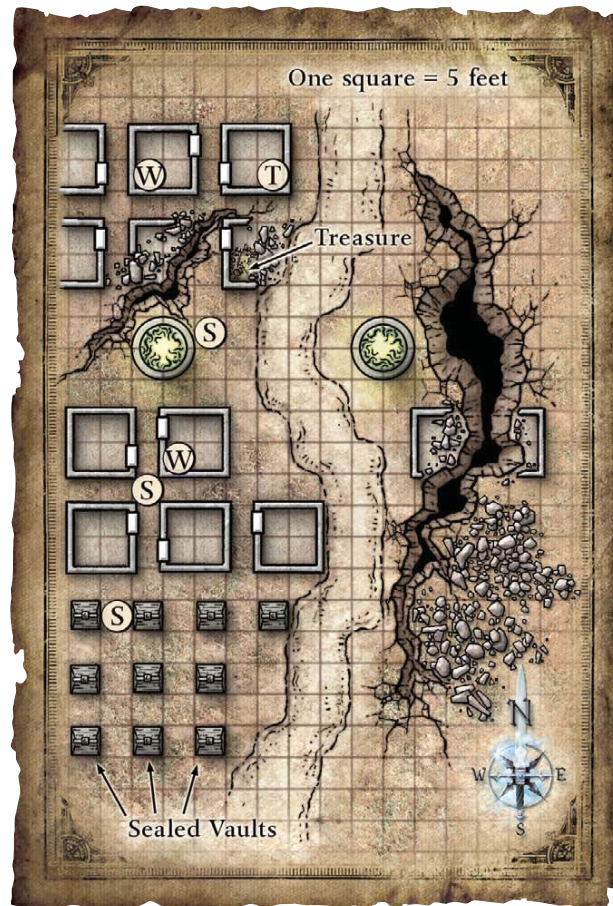 One square = 5 feet
W
T
Treasure
S
W
S
S
N
W E
S
Sealed Vaults